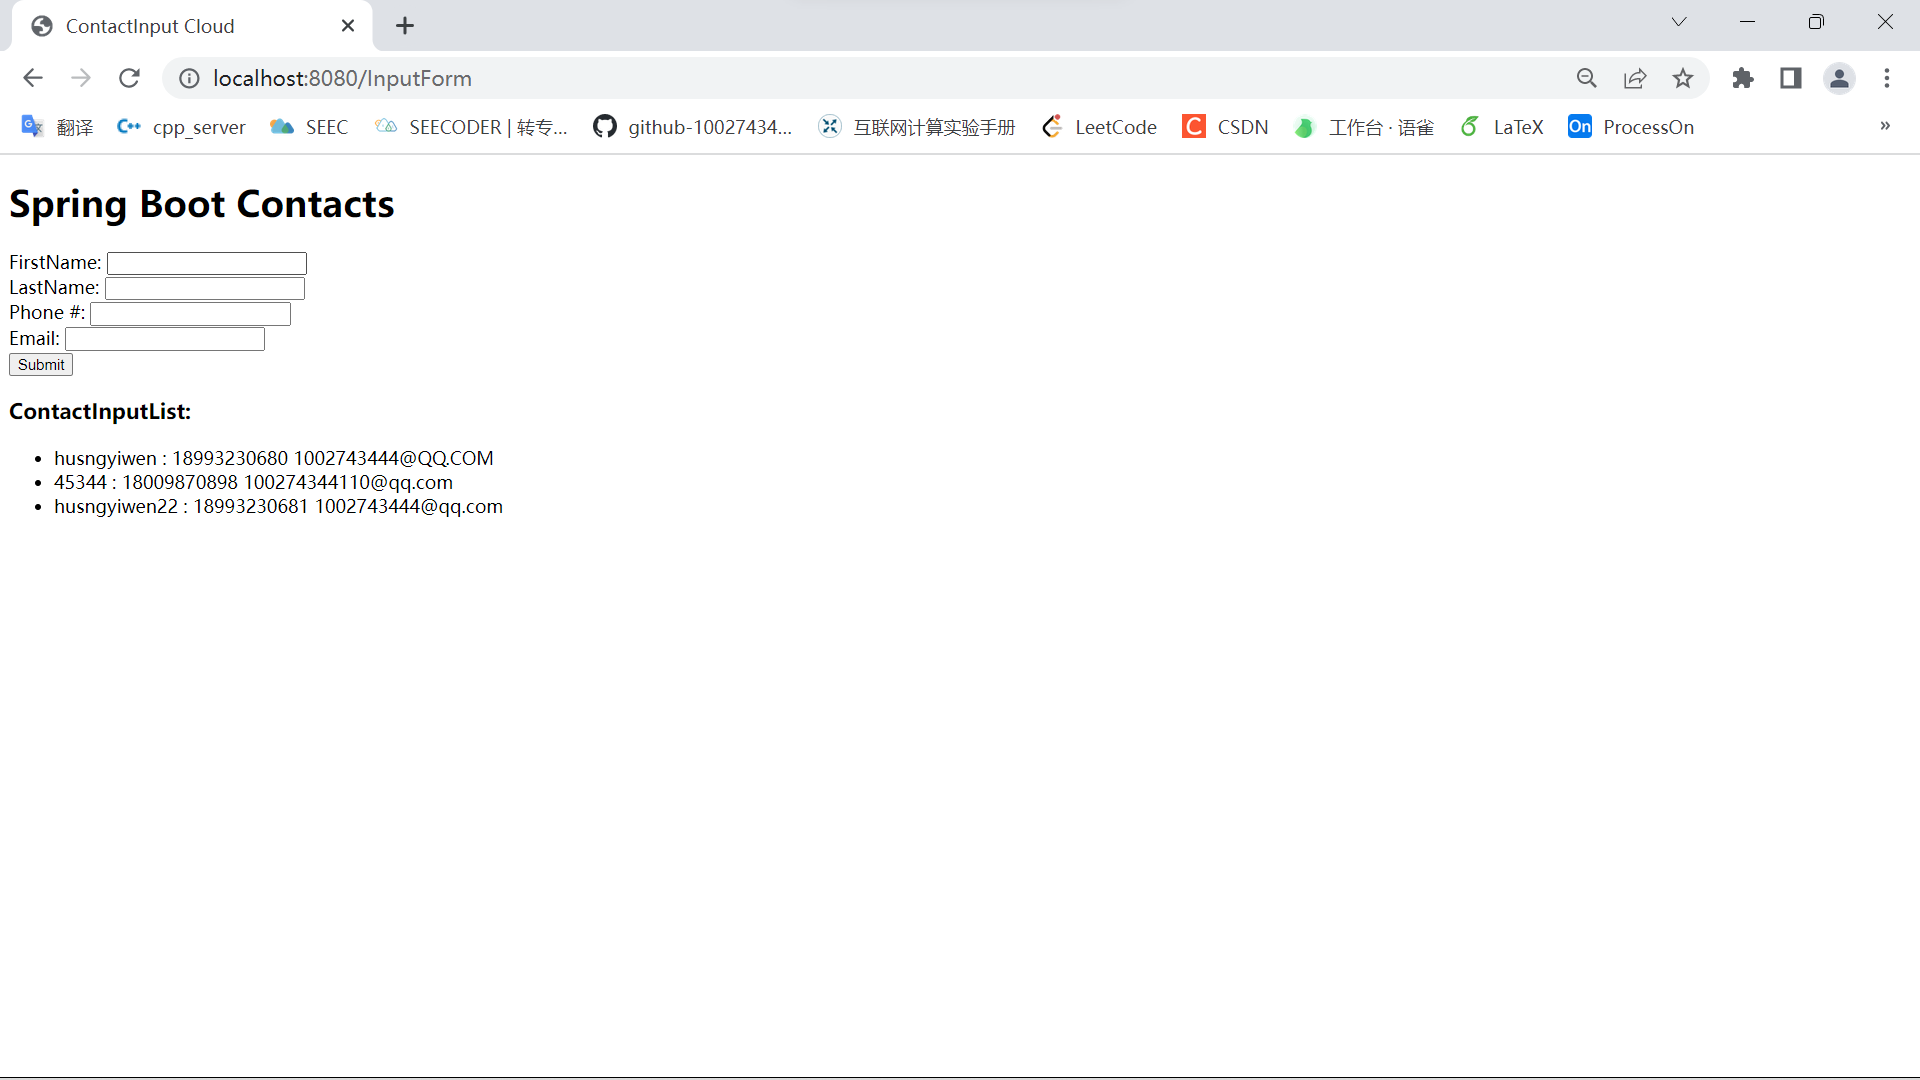 ContactInput Cloud
localhost:8080/InputForm
翻译 cpp_server SEEC SEECODER | 转专... github-10027434... 互联网计算实验手册 LeetCode C CSDN 工作台 · 语雀 LaTeX On ProcessOn »
Spring Boot Contacts
FirstName:
LastName:
Phone #:
Email:
Submit
ContactInputList:
• husngyiwen : 18993230680 1002743444@QQ.COM
• 45344 : 18009870898 100274344110@qq.com
• husngyiwen22 : 18993230681 1002743444@qq.com